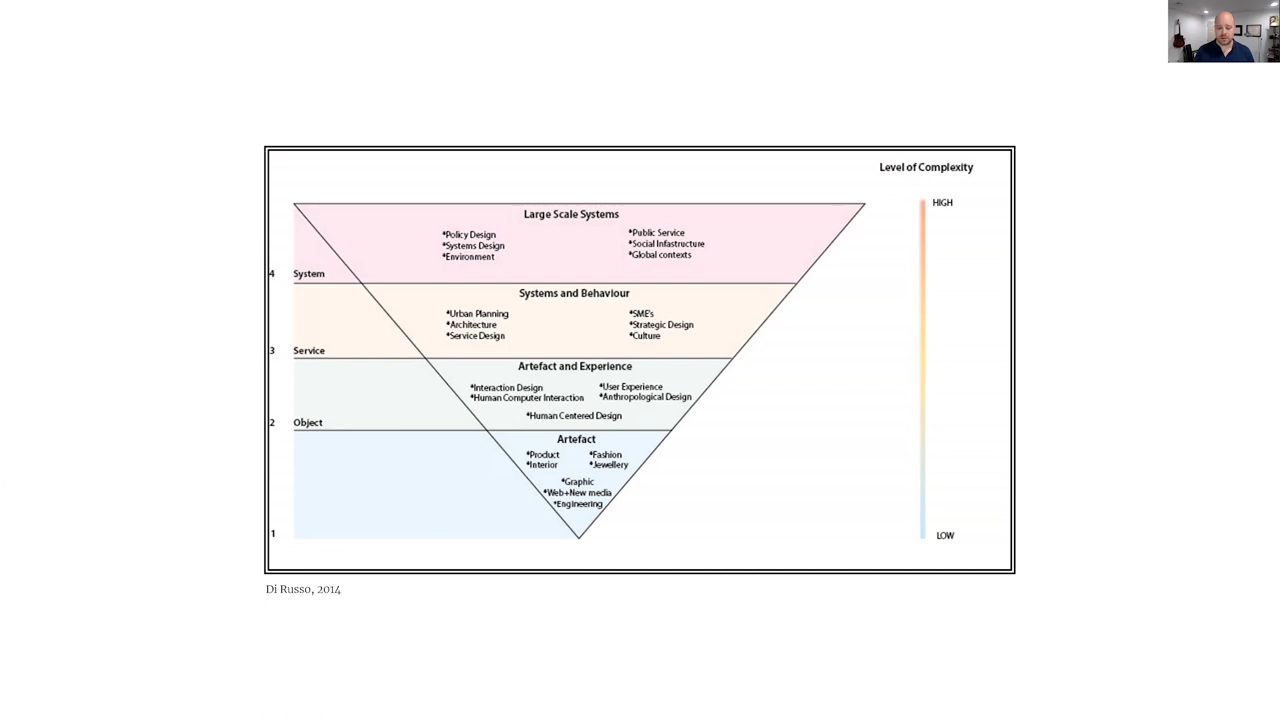 Level of Complexity
HIGH
Large Scale Systems
*Policy Design
*Systems Design
*Environment
*Public Service
*Social Infastructure
*Global contexts
4 System
Systems and Behaviour
*Urban Planning
*Architecture
*Service Design
*SME's
*Strategic Design
*Culture
3 Service
Artefact and Experience
*Interaction Design
*Human Computer Interaction
*User Experience
*Anthropological Design
*Human Centered Design
2 Object
Artefact
*Product
*Interior
*Fashion
*Jewellery
*Graphic
*Web+New media
*Engineering
1
LOW
Di Russo, 2014